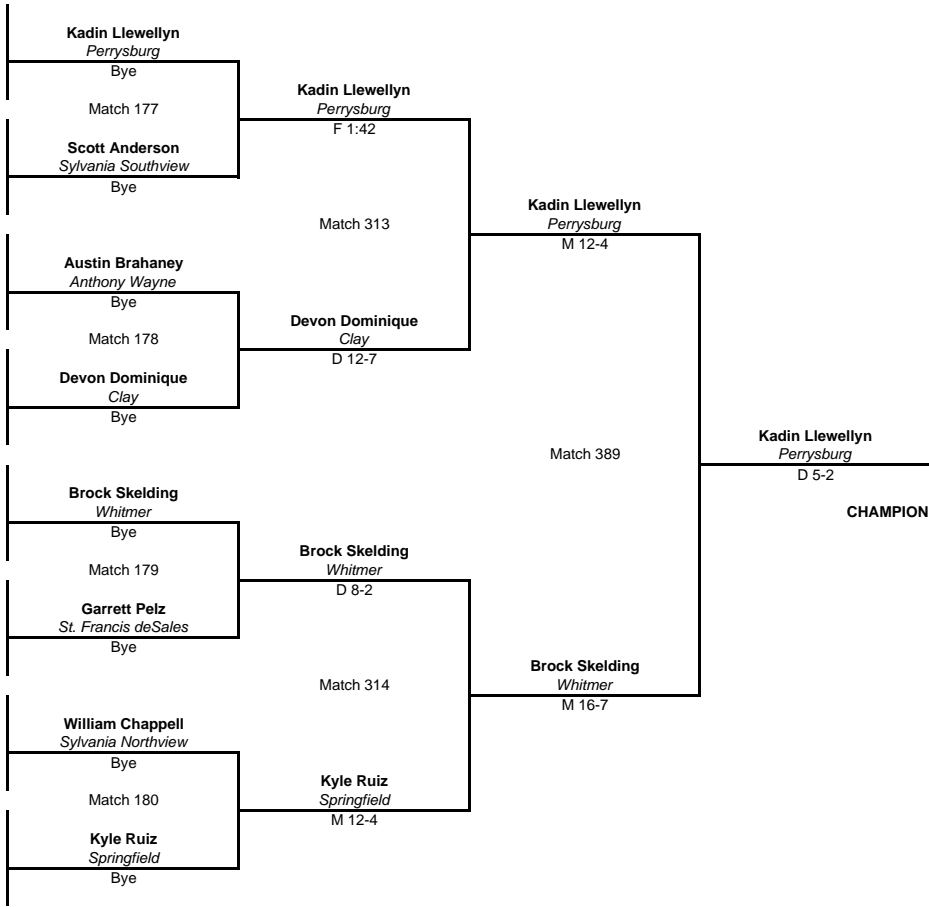 Kadin Llewellyn
Perrysburg
Bye
Match 177
Scott Anderson
Sylvania Southview
Bye
Kadin Llewellyn
Perrysburg
F 1:42
Match 313
Austin Brahaney
Anthony Wayne
Bye
Match 178
Devon Dominique
Clay
Bye
Devon Dominique
Clay
D 12-7
Kadin Llewellyn
Perrysburg
M 12-4
Match 389
Brock Skelding
Whitmer
Bye
Match 179
Garrett Pelz
St. Francis deSales
Bye
Brock Skelding
Whitmer
D 8-2
Match 314
William Chappell
Sylvania Northview
Bye
Match 180
Kyle Ruiz
Springfield
Bye
Kyle Ruiz
Springfield
M 12-4
Brock Skelding
Whitmer
M 16-7
Kadin Llewellyn
Perrysburg
D 5-2
CHAMPION